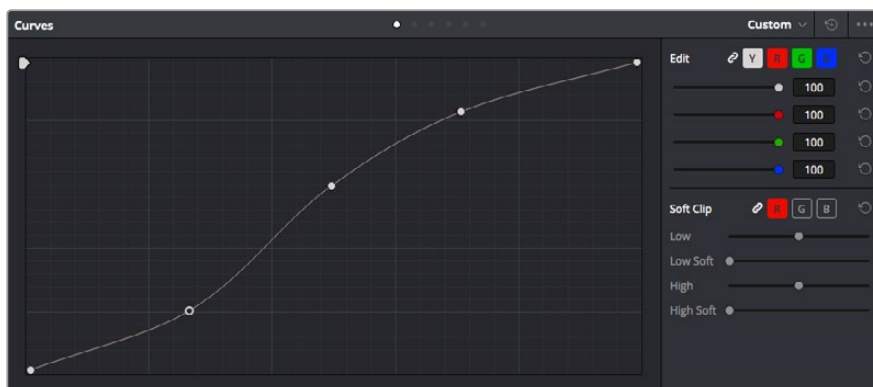 Curves
Custom
Edit Y R G B
100
100
100
100
Soft Clip R G B
Low
Low Soft
High
High Soft